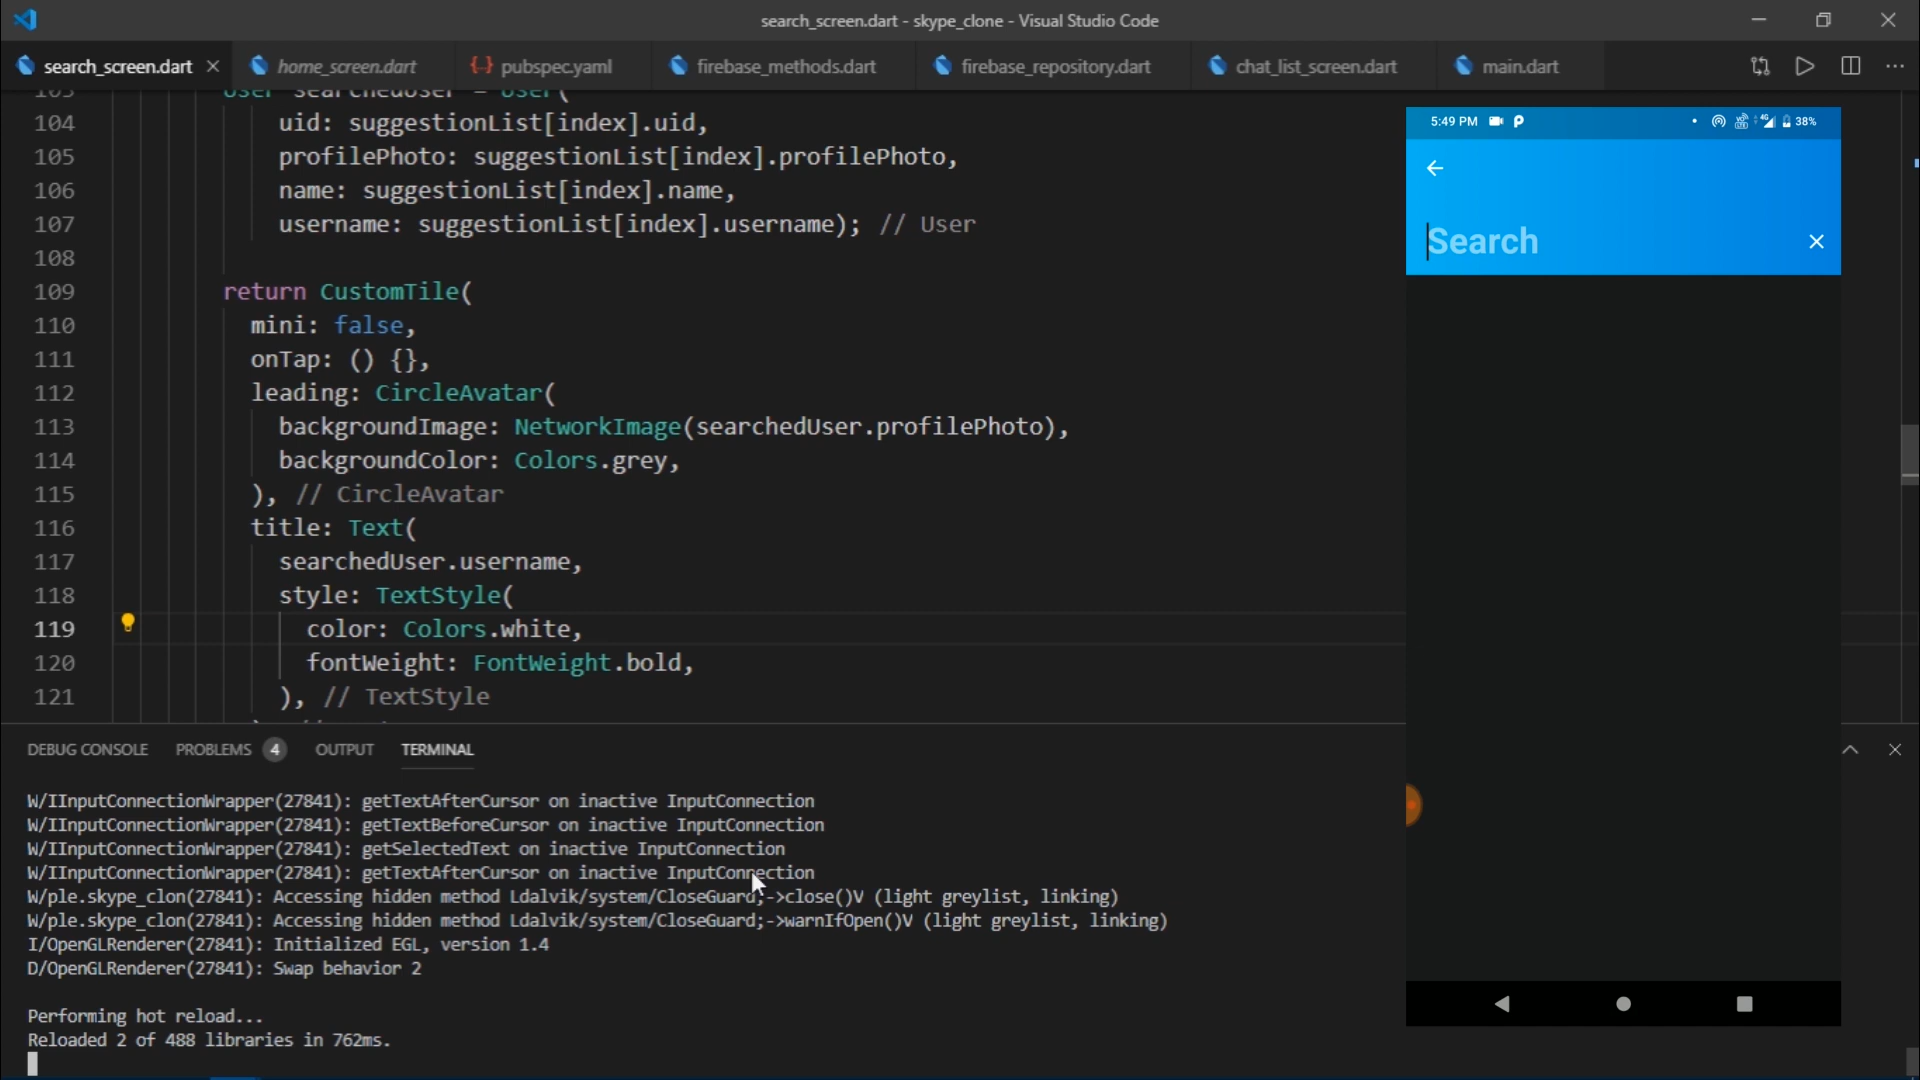 search_screen.dart - skype_clone - Visual Studio Code
search_screen.dart
home_screen.dart
pubspec.yaml
firebase_methods.dart
firebase_repository.dart
chat_list_screen.dart
main.dart
103 User searchedUser = User(
104 uid: suggestionList[index].uid,
105 profilePhoto: suggestionList[index].profilePhoto,
106 name: suggestionList[index].name,
107 username: suggestionList[index].username); // User
108
109 return CustomTile(
110 mini: false,
111 onTap: () {},
112 leading: CircleAvatar(
113 backgroundImage: NetworkImage(searchedUser.profilePhoto),
114 backgroundColor: Colors.grey,
115 ), // CircleAvatar
116 title: Text(
117 searchedUser.username,
118 style: TextStyle(
119 color: Colors.white,
120 fontWeight: FontWeight.bold,
121 ), // TextStyle
5:49 PM
4G
38%
Search
DEBUG CONSOLE
PROBLEMS 4
OUTPUT
TERMINAL
W/IInputConnectionWrapper(27841): getTextAfterCursor on inactive InputConnection
W/IInputConnectionWrapper(27841): getTextBeforeCursor on inactive InputConnection
W/IInputConnectionWrapper(27841): getSelectedText on inactive InputConnection
W/IInputConnectionWrapper(27841): getTextAfterCursor on inactive InputConnection
W/ple.skype_clon(27841): Accessing hidden method Ldalvik/system/CloseGuard;->close()V (light greylist, linking)
W/ple.skype_clon(27841): Accessing hidden method Ldalvik/system/CloseGuard;->warnIfOpen()V (light greylist, linking)
I/OpenGLRenderer(27841): Initialized EGL, version 1.4
D/OpenGLRenderer(27841): Swap behavior 2
Performing hot reload...
Reloaded 2 of 488 libraries in 762ms.